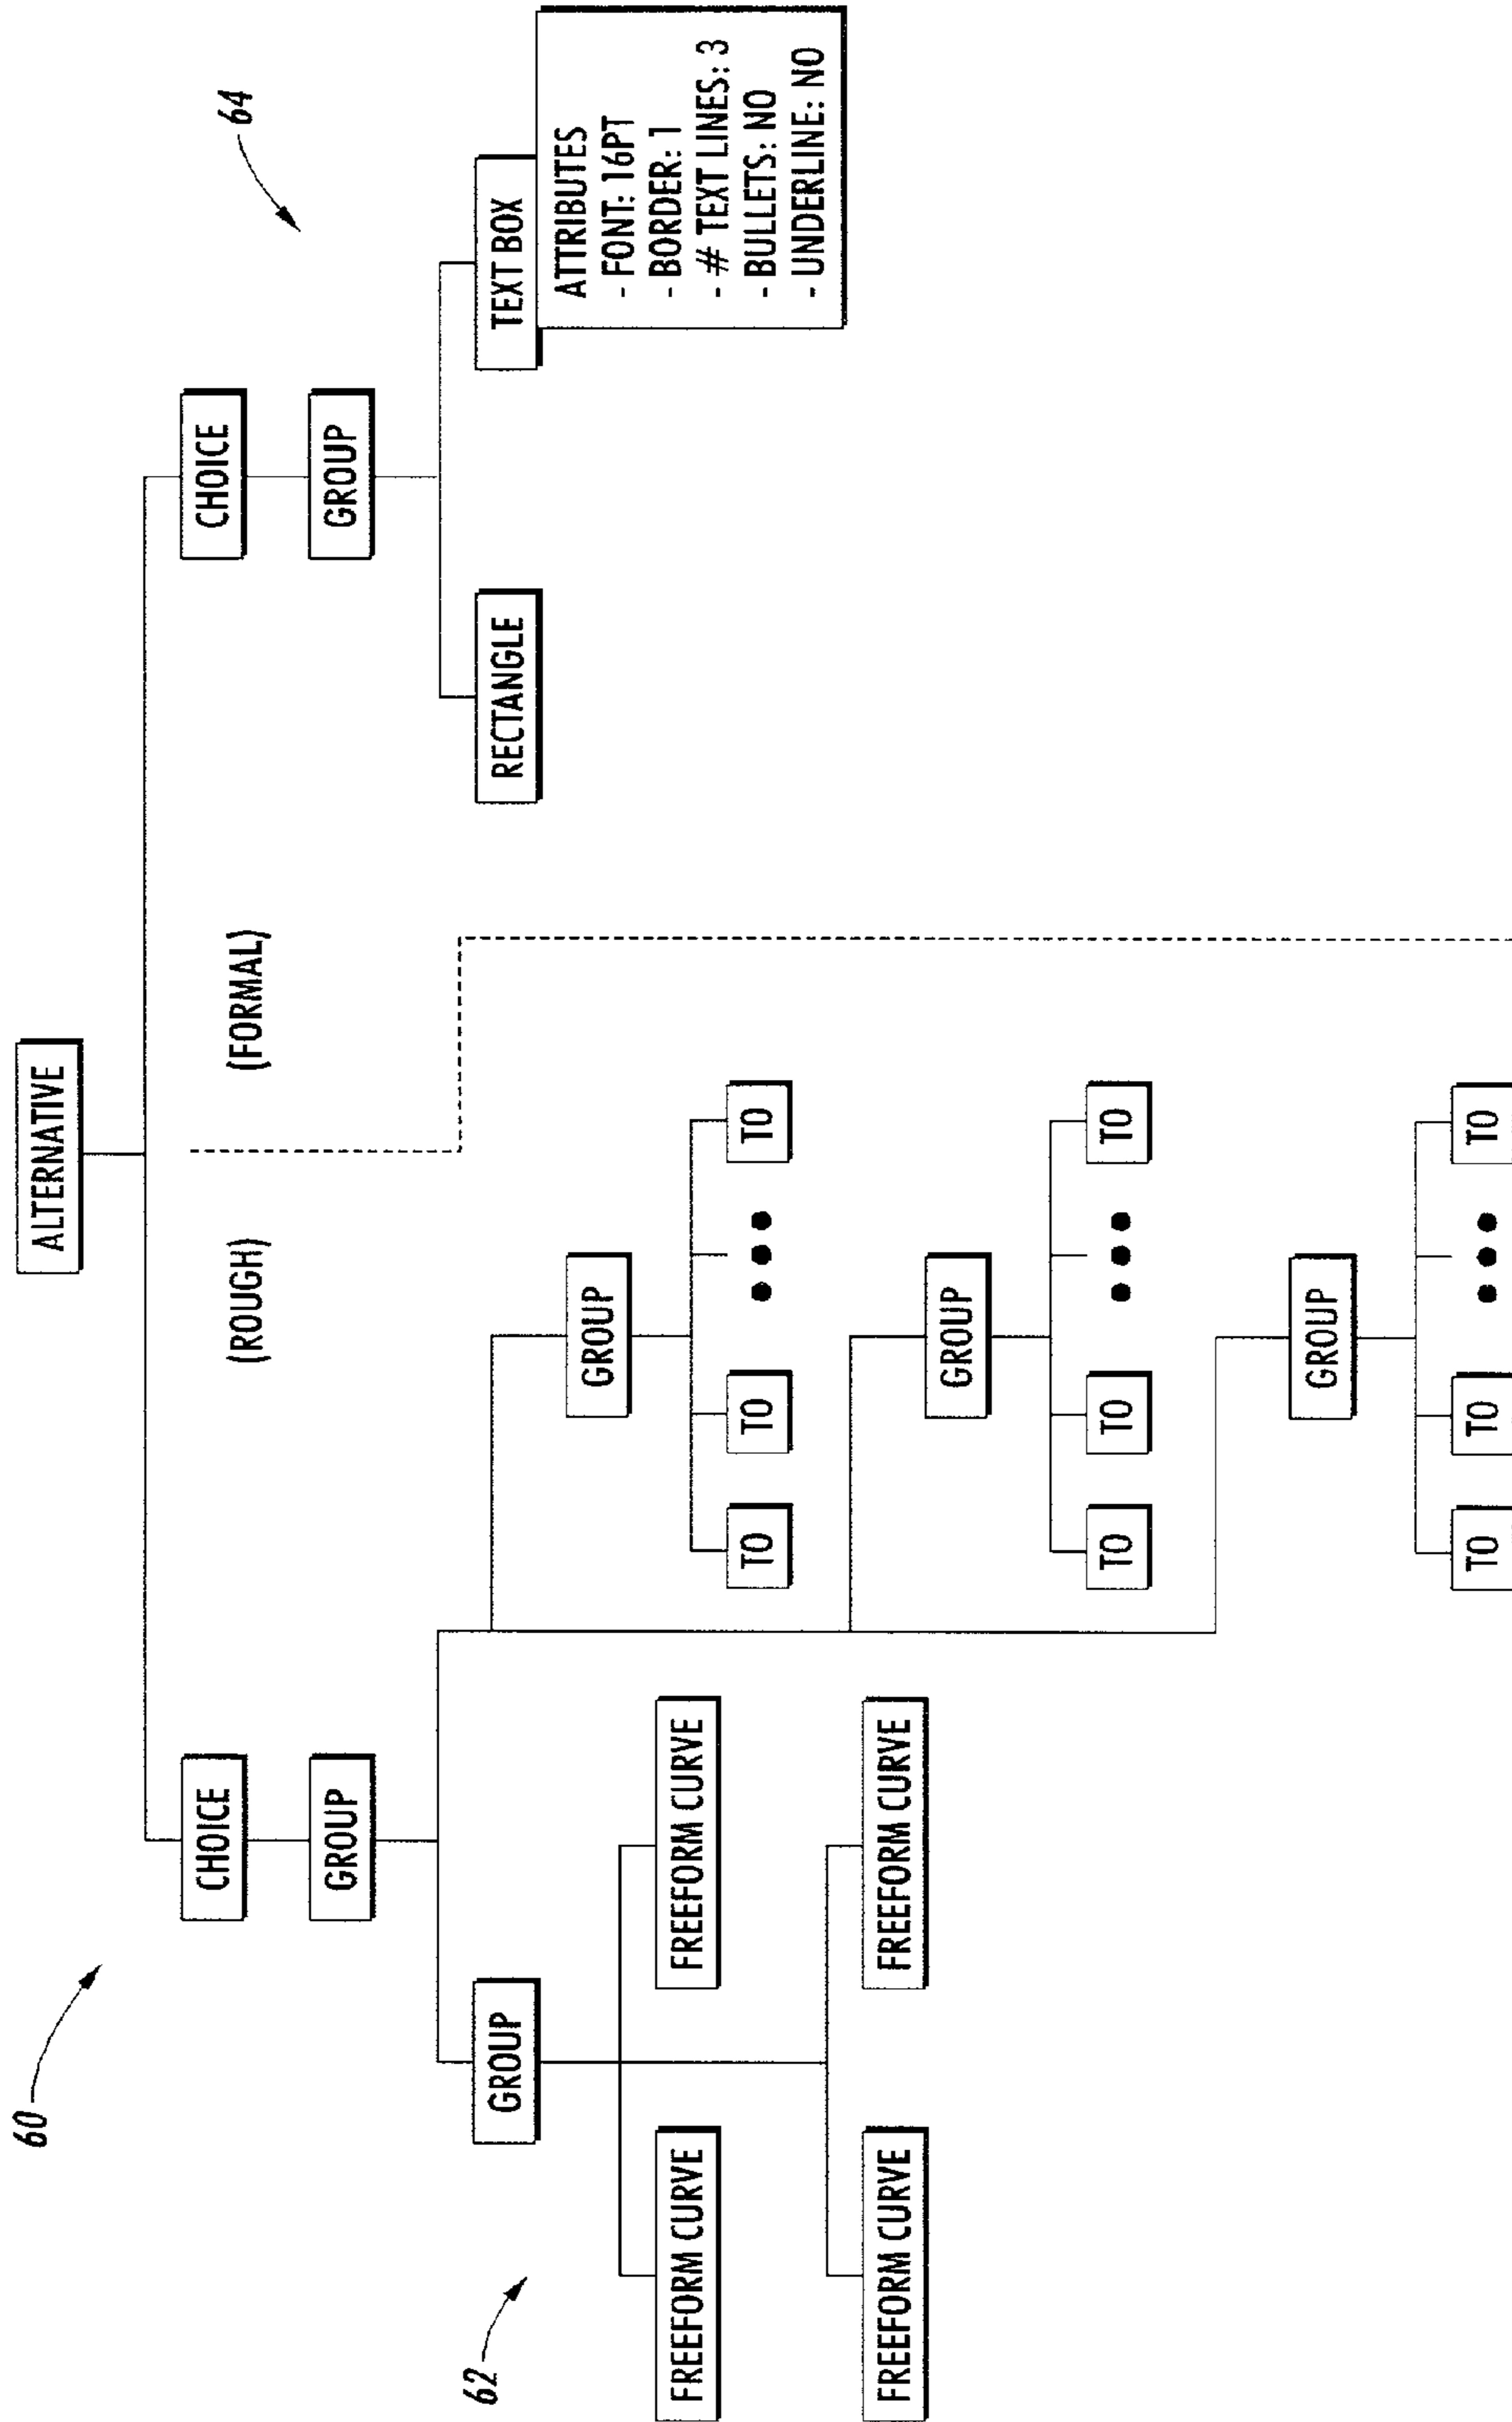 60
ALTERNATIVE
(ROUGH)
(FORMAL)
CHOICE
CHOICE
64
GROUP
GROUP
62
GROUP
RECTANGLE
TEXT BOX
GROUP
ATTRIBUTES
- FONT: 16PT
- BORDER: 1
- # TEXT LINES: 3
- BULLETS: NO
- UNDERLINE: NO
FREEFORM CURVE
FREEFORM CURVE
TO
TO
TO
FREEFORM CURVE
FREEFORM CURVE
GROUP
TO
TO
TO
GROUP
TO
TO
TO